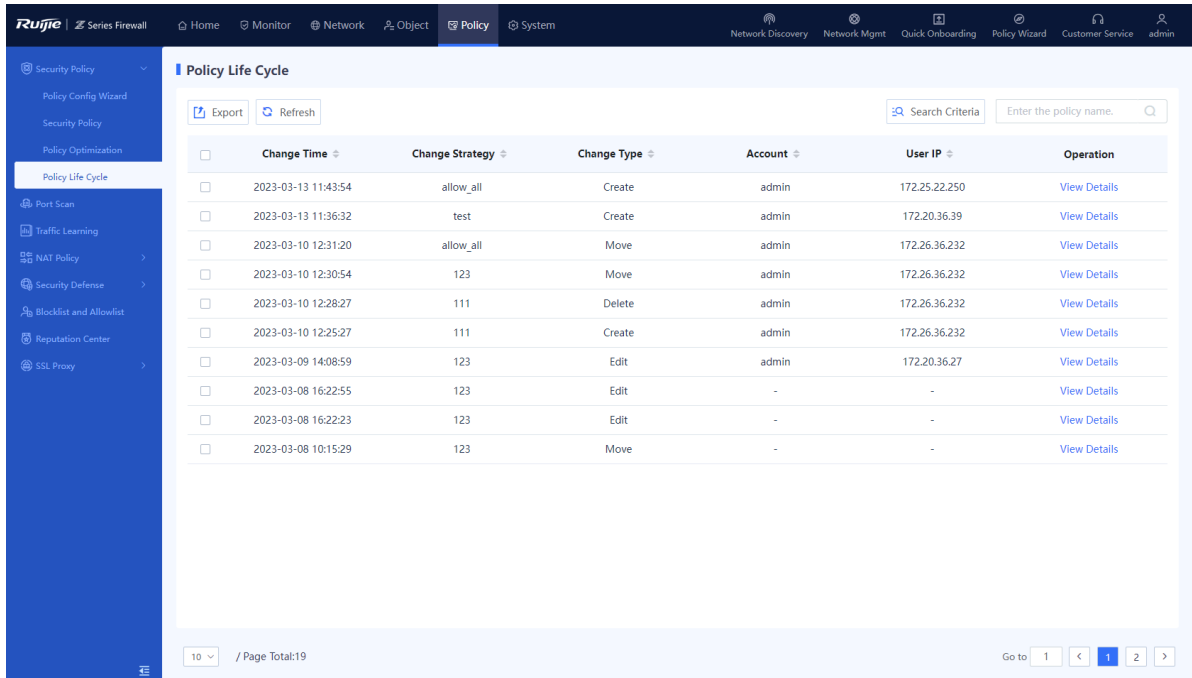 Ruijie | Z Series Firewall Home Monitor Network Object Policy System Network Discovery Network Mgmt Quick Onboarding Policy Wizard Customer Service admin
Security Policy
Policy Config Wizard
Security Policy
Policy Optimization
Policy Life Cycle
Port Scan
Traffic Learning
NAT Policy
Security Defense
Blocklist and Allowlist
Reputation Center
SSL Proxy
Policy Life Cycle
Export Refresh Search Criteria Enter the policy name.
Change Time Change Strategy Change Type Account User IP Operation
2023-03-13 11:43:54 allow_all Create admin 172.25.22.250 View Details
2023-03-13 11:36:32 test Create admin 172.20.36.39 View Details
2023-03-10 12:31:20 allow_all Move admin 172.26.36.232 View Details
2023-03-10 12:30:54 123 Move admin 172.26.36.232 View Details
2023-03-10 12:28:27 111 Delete admin 172.26.36.232 View Details
2023-03-10 12:25:27 111 Create admin 172.26.36.232 View Details
2023-03-09 14:08:59 123 Edit admin 172.20.36.27 View Details
2023-03-08 16:22:55 123 Edit - - View Details
2023-03-08 16:22:23 123 Edit - - View Details
2023-03-08 10:15:29 123 Move - - View Details
10 / Page Total:19 Go to 1 < 1 2 >